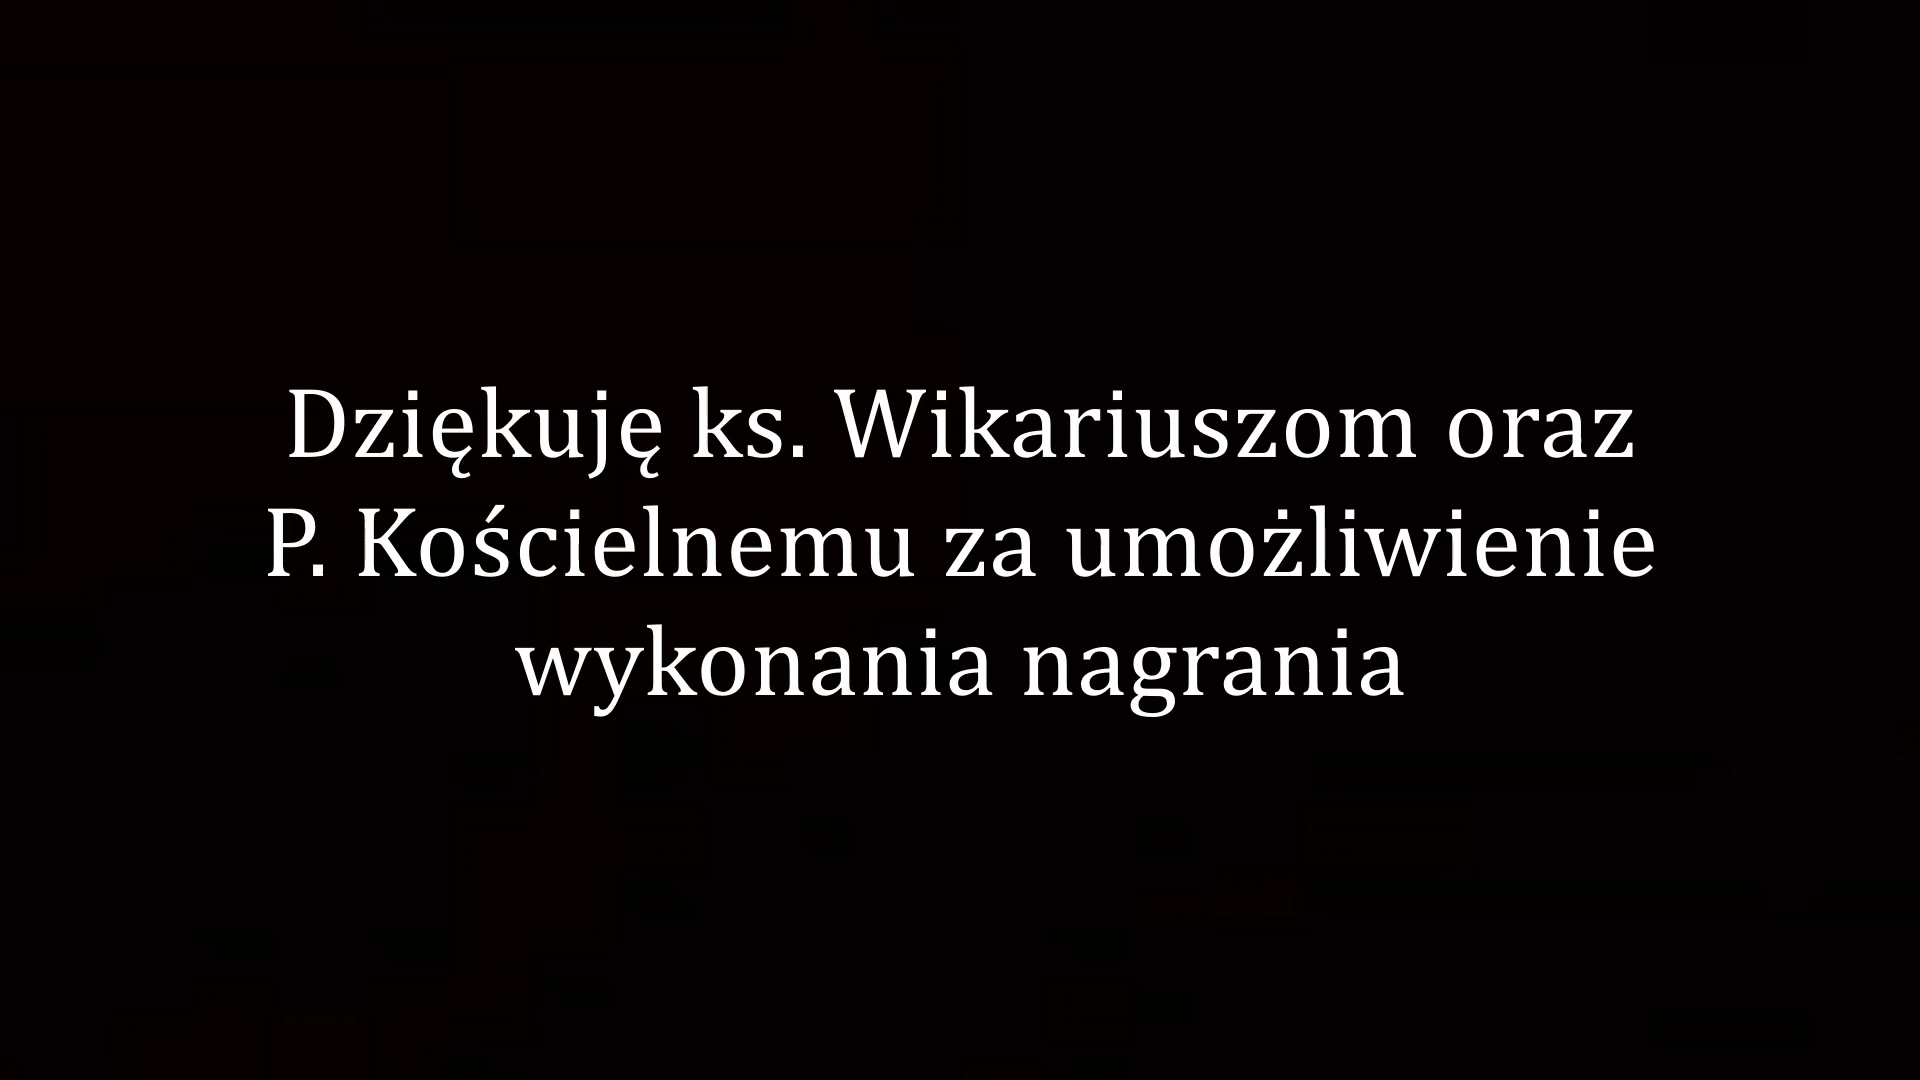 Dziękuję ks. Wikariuszom oraz
P. Kościelnemu za umożliwienie
wykonania nagrania